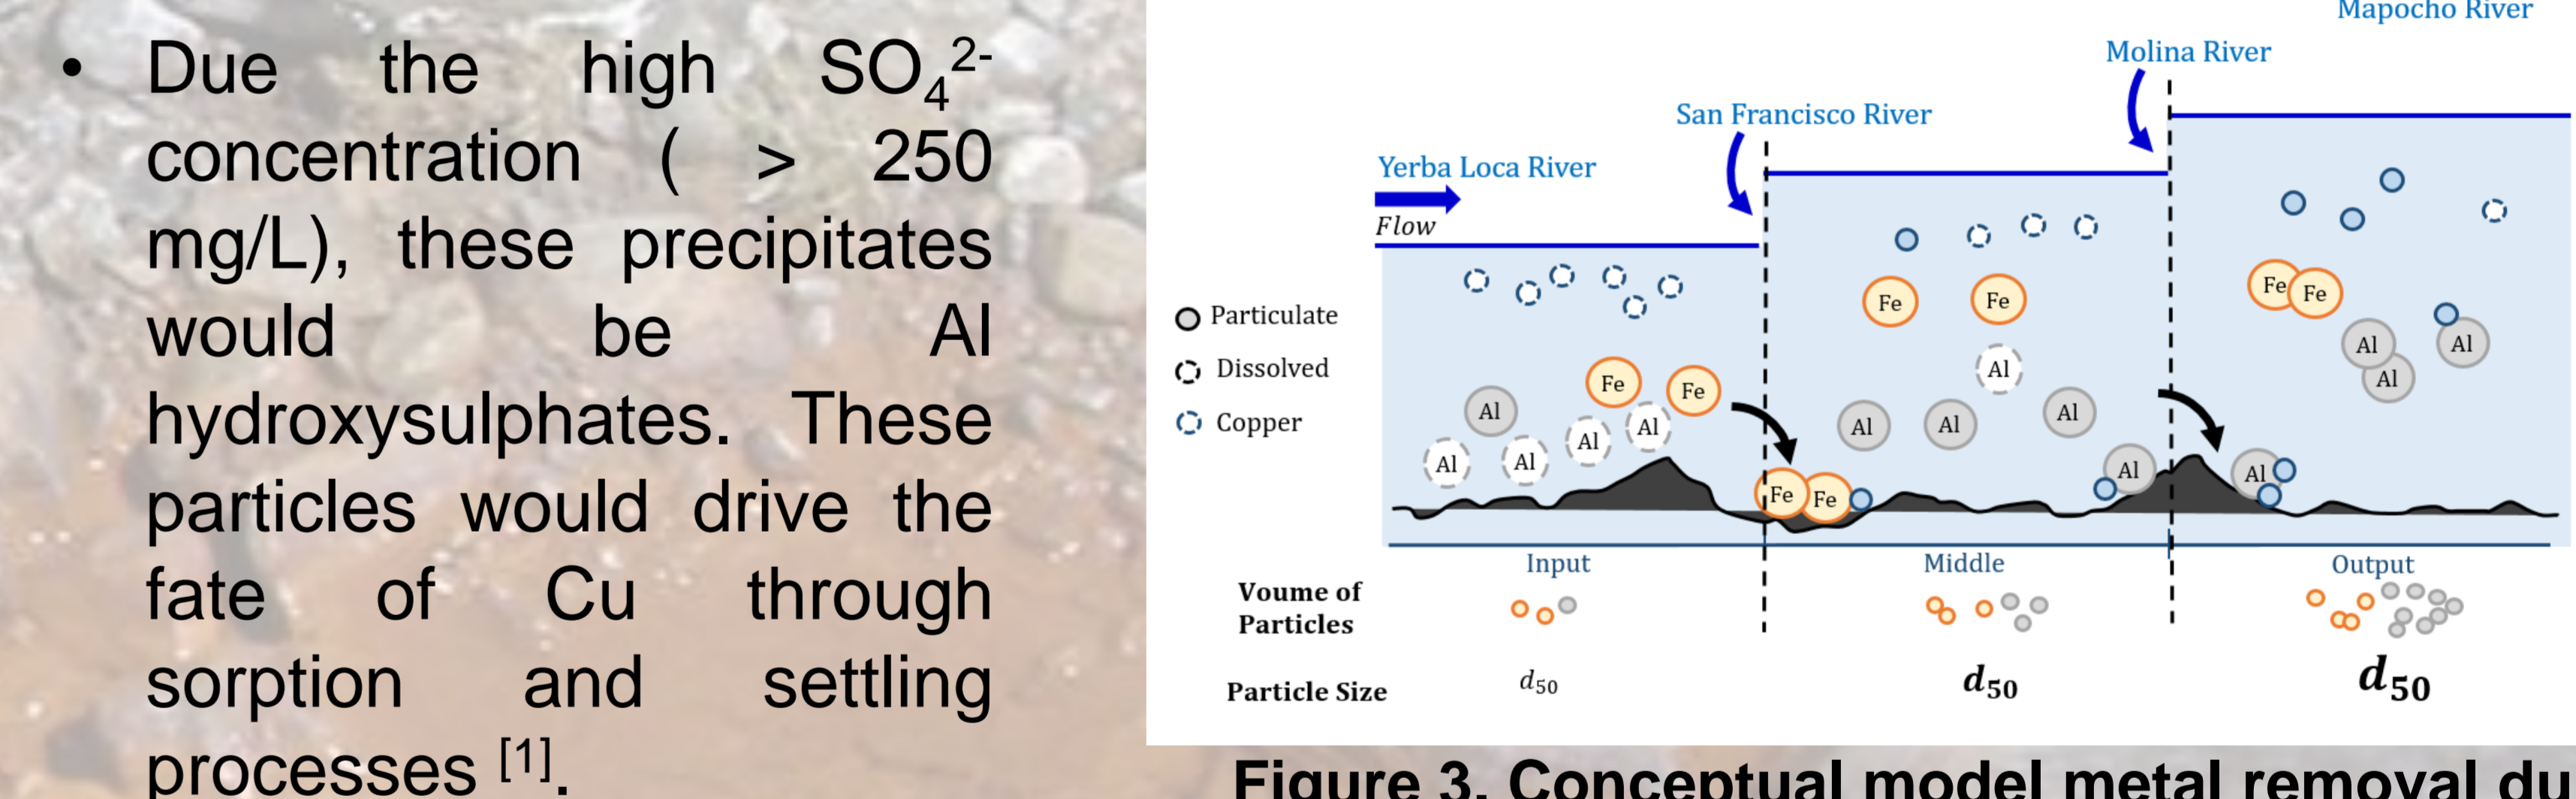 • Due the high SO₄²⁻
concentration ( > 250
mg/L), these precipitates
would be Al
hydroxysulphates. These
particles would drive the
fate of Cu through
sorption and settling
processes [1].
Mapocho River
Molina River
San Francisco River
Yerba Loca River
Flow
Particulate
Dissolved
Copper
Fe Fe
Al Al Al Al Al
Fe Fe
Al
Al Al Al
Fe Fe
Al
Fe Fe
Al Al
Al
Al
Input Middle Output
Voume of
Particles
Particle Size d₅₀ d₅₀ d₅₀
Figure 3. Conceptual model metal removal du